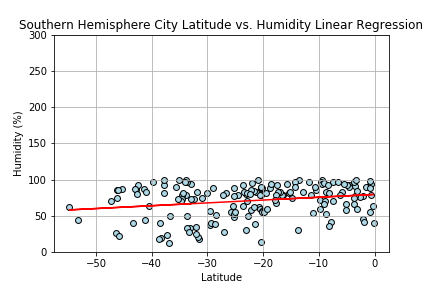 Southern Hemisphere City Latitude vs. Humidity Linear Regression
300
250
200
150
100
50
0
Humidity (%)
−50 −40 −30 −20 −10 0
Latitude